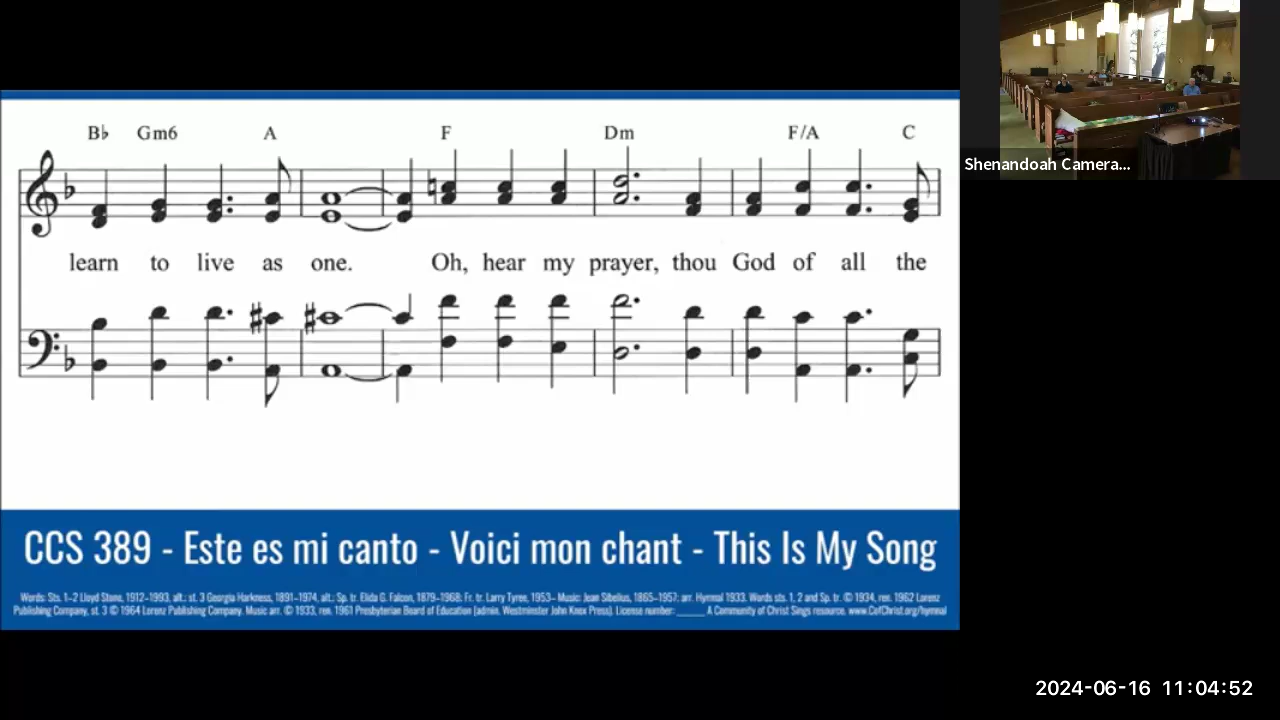 B♭ Gm6 A F Dm F/A C
learn to live as one. Oh, hear my prayer, thou God of all the
CCS 389 - Este es mi canto - Voici mon chant - This Is My Song
Words: Sts. 1–2 Lloyd Stone, 1912–1993, alt.; st. 3 Georgia Harkness, 1891–1974, alt.; Sp. tr. Elida G. Falcon, 1879–1968; Fr. tr. Larry Tyree, 1953– Music: Jean Sibelius, 1865–1957; arr. Hymnal 1933. Words sts. 1, 2 and Sp. tr. © 1934, ren. 1962 Lorenz
Publishing Company, st. 3 © 1964 Lorenz Publishing Company. Music arr. © 1933, ren. 1961 Presbyterian Board of Education (admin. Westminster John Knox Press). License number: ______ A Community of Christ Sings resource. www.CofChrist.org/hymnal
Shenandoah Camera...
2024-06-16 11:04:52